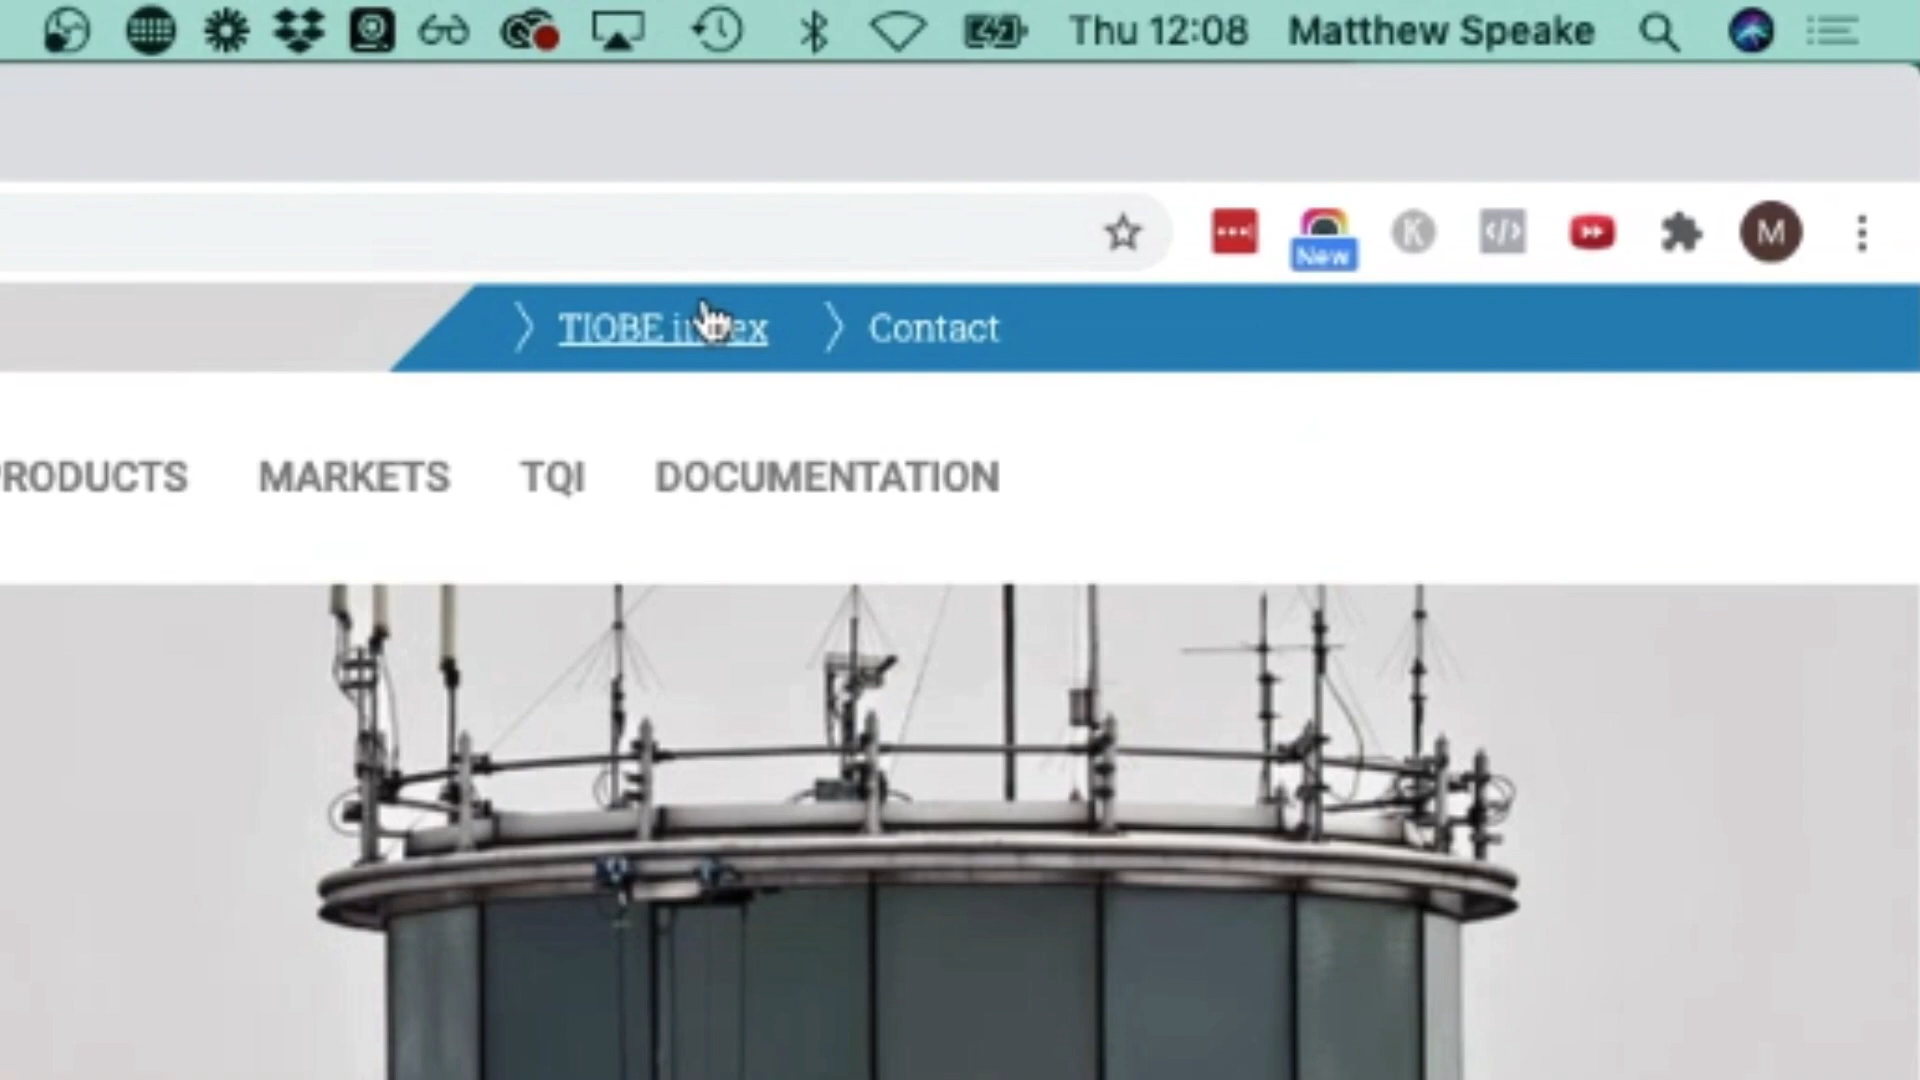 Thu 12:08 Matthew Speake
New K </> M
TIOBE index Contact
PRODUCTS MARKETS TQI DOCUMENTATION